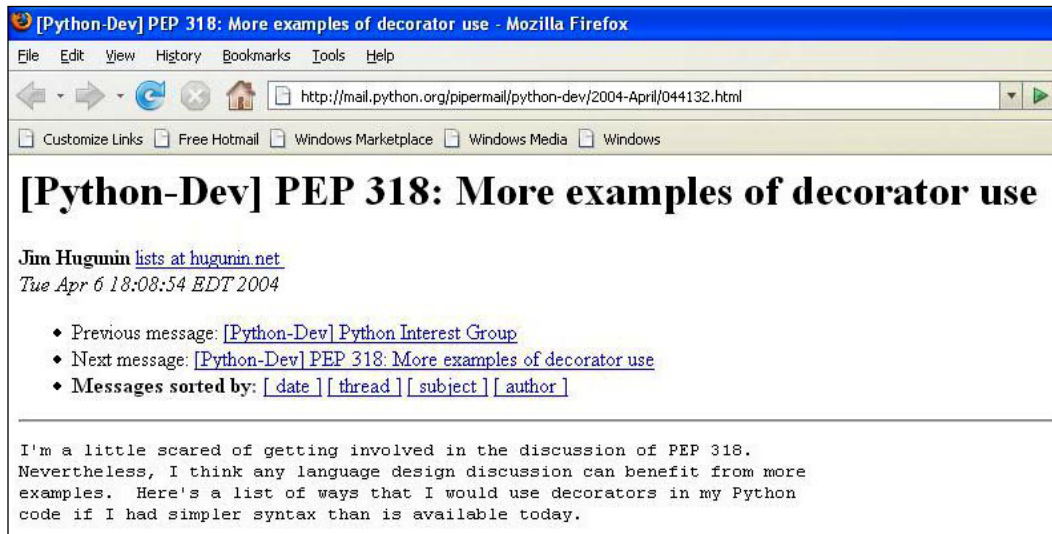 [Python-Dev] PEP 318: More examples of decorator use - Mozilla Firefox
File Edit View History Bookmarks Tools Help
http://mail.python.org/pipermail/python-dev/2004-April/044132.html
Customize Links Free Hotmail Windows Marketplace Windows Media Windows
[Python-Dev] PEP 318: More examples of decorator use
Jim Hugunin lists at hugunin.net
Tue Apr 6 18:08:54 EDT 2004
Previous message: [Python-Dev] Python Interest Group
Next message: [Python-Dev] PEP 318: More examples of decorator use
Messages sorted by: [ date ] [ thread ] [ subject ] [ author ]
I'm a little scared of getting involved in the discussion of PEP 318.
Nevertheless, I think any language design discussion can benefit from more
examples.  Here's a list of ways that I would use decorators in my Python
code if I had simpler syntax than is available today.